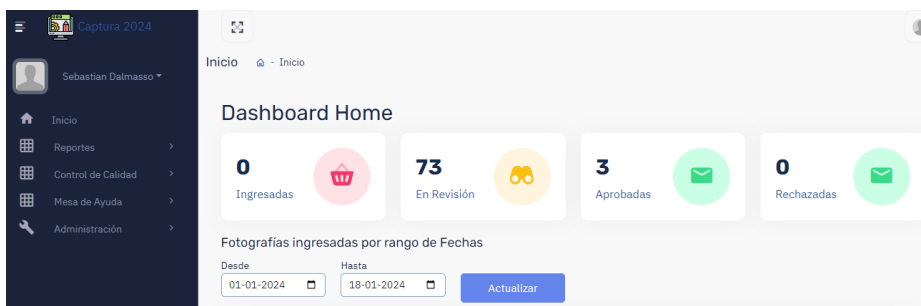 Captura 2024
Sebastian Dalmasso
Inicio
Reportes
Control de Calidad
Mesa de Ayuda
Administración
Inicio - Inicio
Dashboard Home
0
Ingresadas
73
En Revisión
3
Aprobadas
0
Rechazadas
Fotografías ingresadas por rango de Fechas
Desde Hasta
01-01-2024 18-01-2024 Actualizar